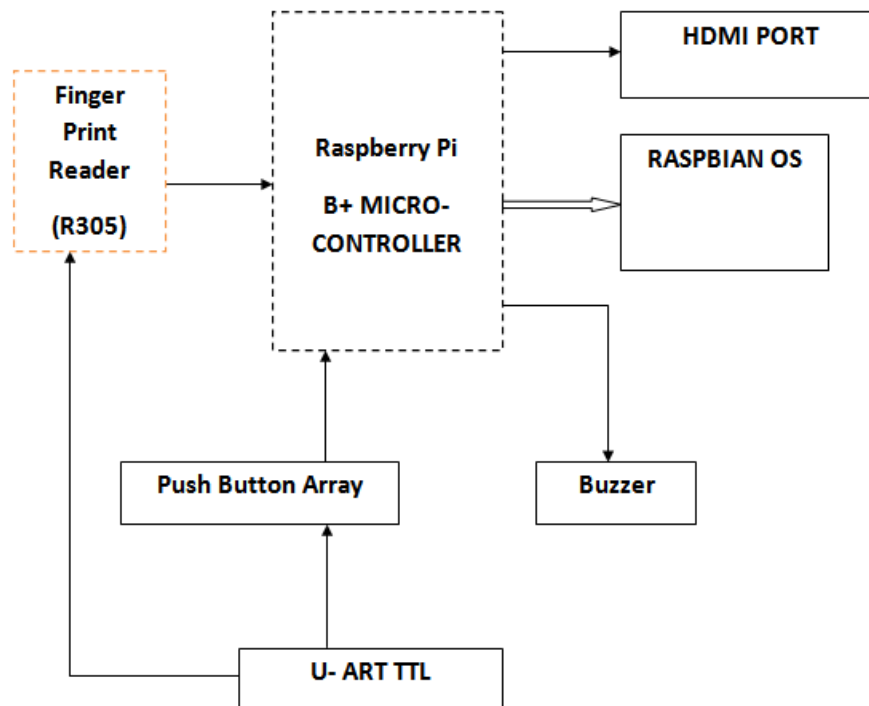 HDMI PORT
Finger
Print
Reader
(R305)
Raspberry Pi
B+ MICRO-
CONTROLLER
RASPBIAN OS
Push Button Array
Buzzer
U- ART TTL